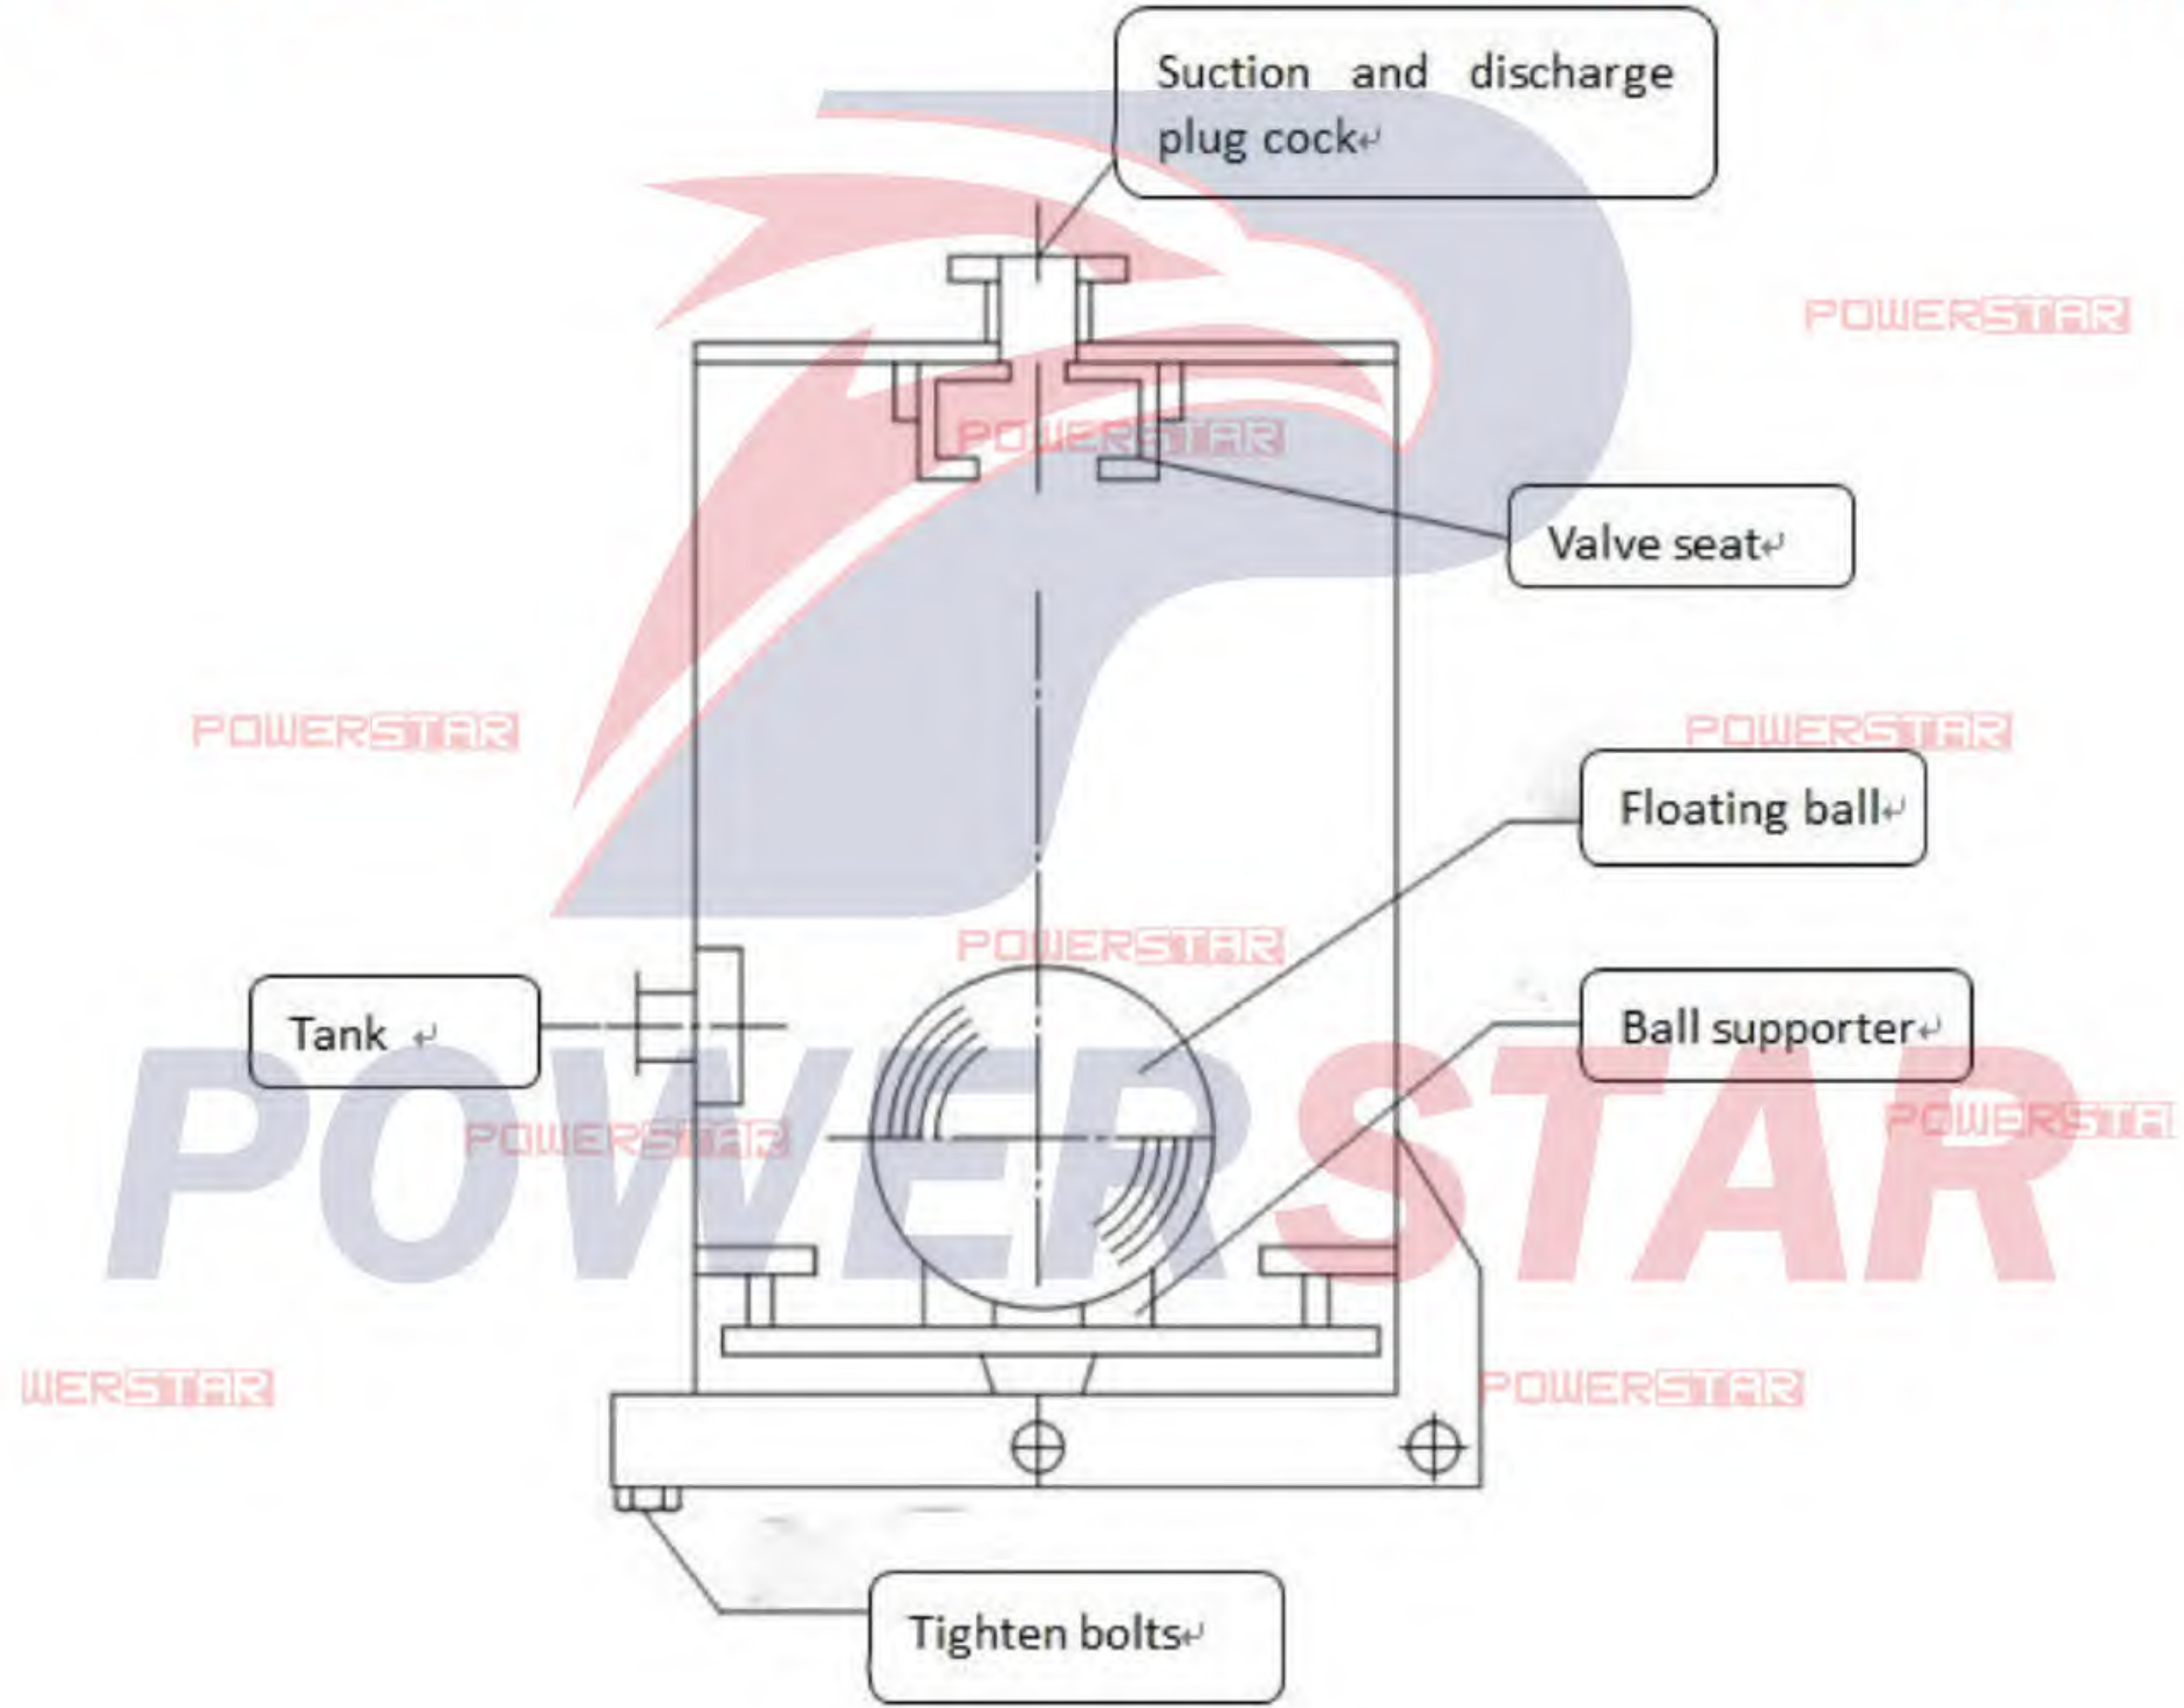 Suction and discharge
plug cock↵
POWERSTAR
POWERSTAR
Valve seat↵
POWERSTAR
POWERSTAR
Floating ball↵
POWERSTAR
Tank ↵
Ball supporter↵
POWERSTAR
POWERSTAR
POWERSTA
WERSTAR
POWERSTAR
Tighten bolts↵